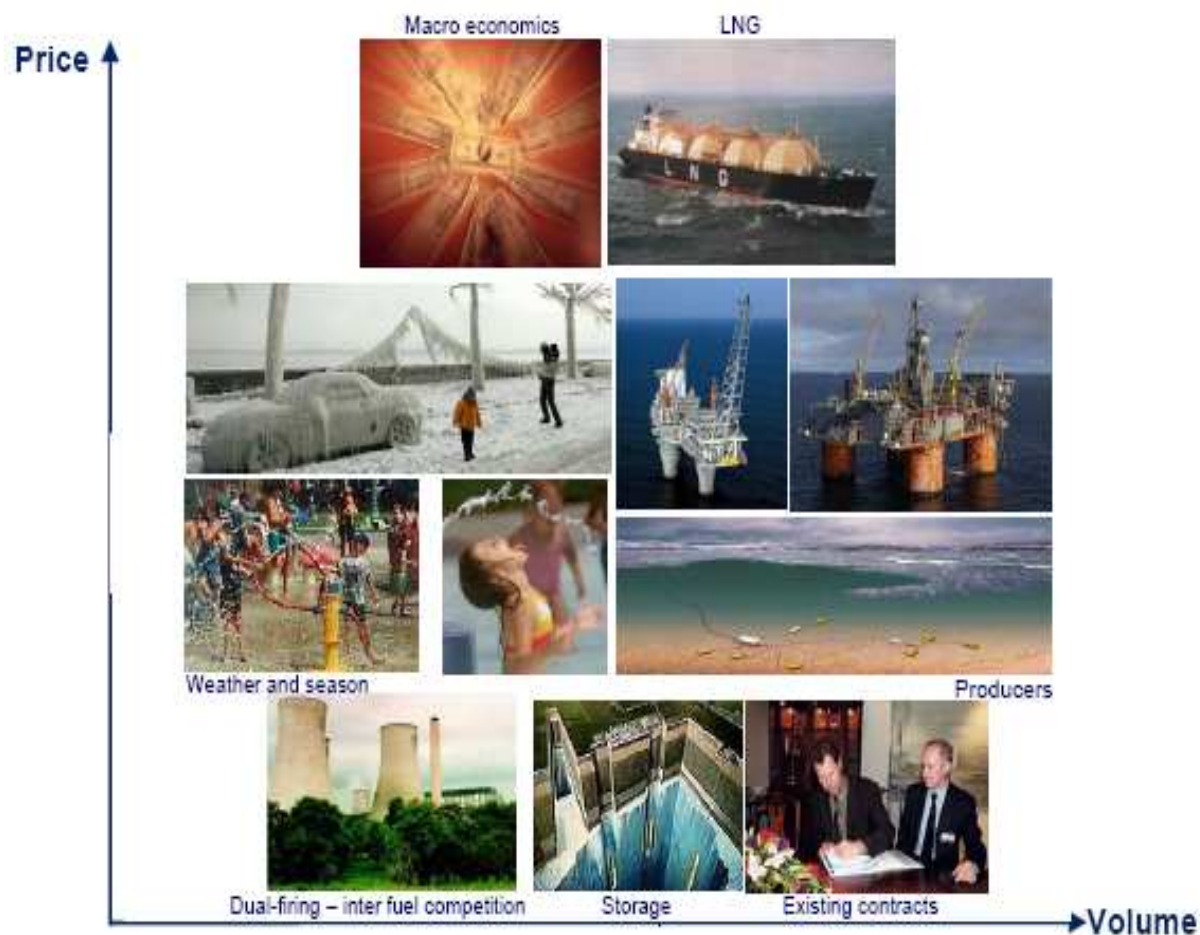 Macro economics
LNG
Price
L N G
Weather and season
Producers
Dual-firing – inter fuel competition
Storage
Existing contracts
Volume